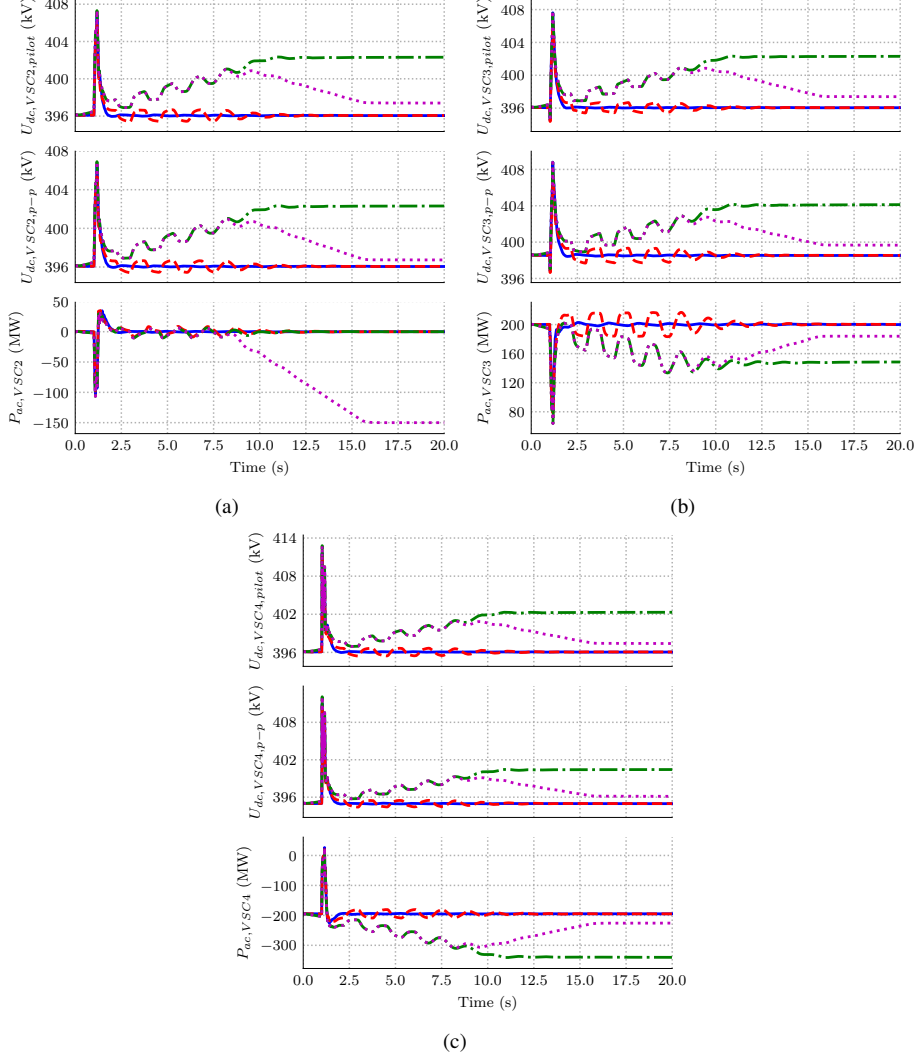 U_{dc,VSC2,pilot} (kV)
408
404
400
396
U_{dc,VSC2,p-p} (kV)
408
404
400
396
P_{ac,VSC2} (MW)
50
0
−50
−100
−150
0.0 2.5 5.0 7.5 10.0 12.5 15.0 17.5 20.0
Time (s)
(a)
U_{dc,VSC3,pilot} (kV)
408
404
400
396
U_{dc,VSC3,p-p} (kV)
408
404
400
396
P_{ac,VSC3} (MW)
200
160
120
80
0.0 2.5 5.0 7.5 10.0 12.5 15.0 17.5 20.0
Time (s)
(b)
U_{dc,VSC4,pilot} (kV)
414
408
402
396
U_{dc,VSC4,p-p} (kV)
408
402
396
P_{ac,VSC4} (MW)
0
−100
−200
−300
0.0 2.5 5.0 7.5 10.0 12.5 15.0 17.5 20.0
Time (s)
(c)